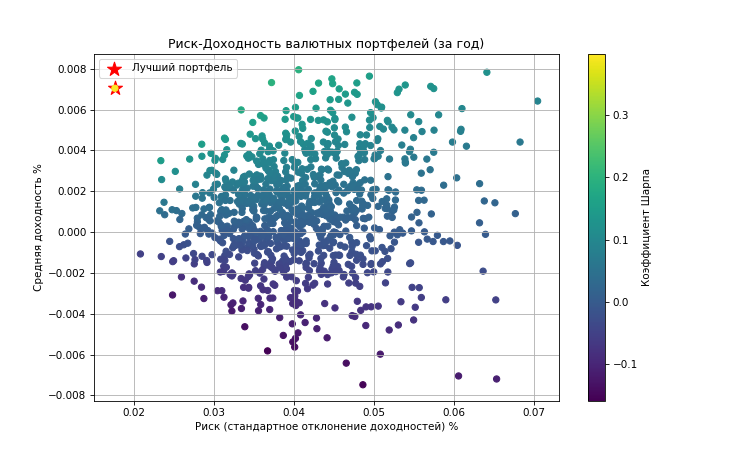 Риск-Доходность валютных портфелей (за год)
Лучший портфель
0.008
0.006
0.004
0.002
0.000
−0.002
−0.004
−0.006
−0.008
Средняя доходность %
0.02 0.03 0.04 0.05 0.06 0.07
Риск (стандартное отклонение доходностей) %
0.3
0.2
0.1
0.0
−0.1
Коэффициент Шарпа